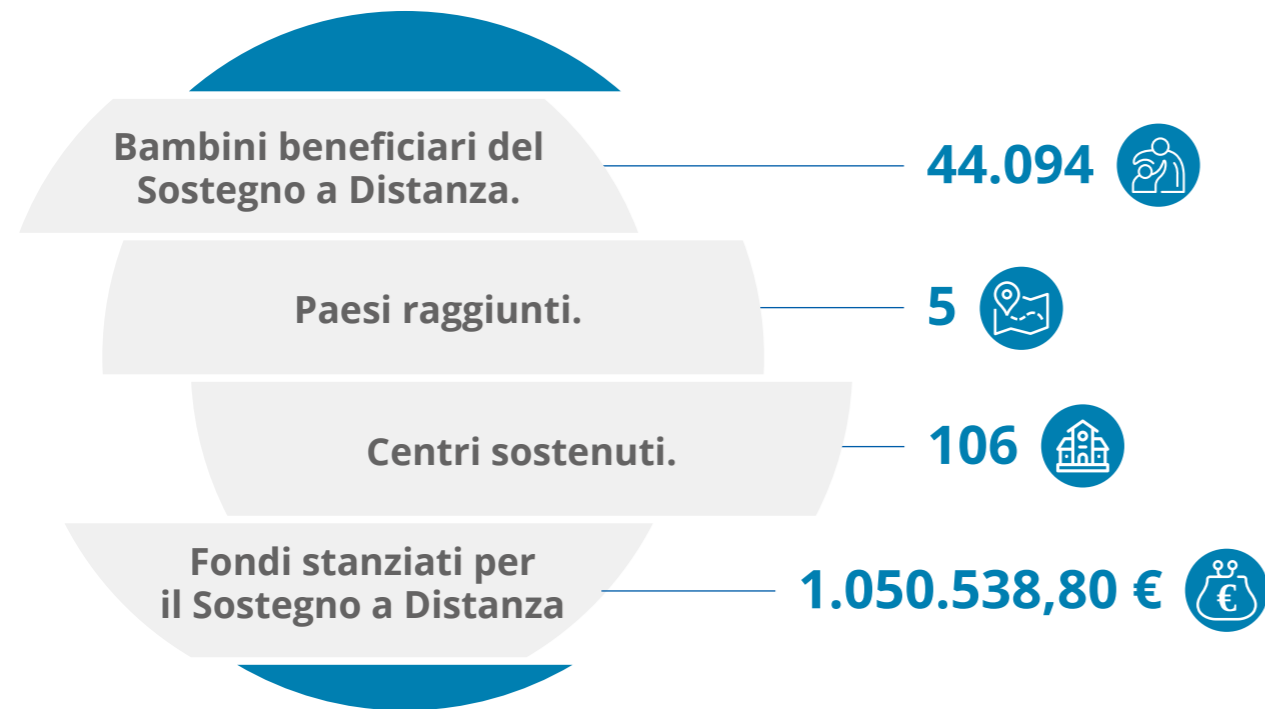 Bambini beneficiari del
Sostegno a Distanza.
44.094
Paesi raggiunti.
5
Centri sostenuti.
106
Fondi stanziati per
il Sostegno a Distanza
1.050.538,80 €
€